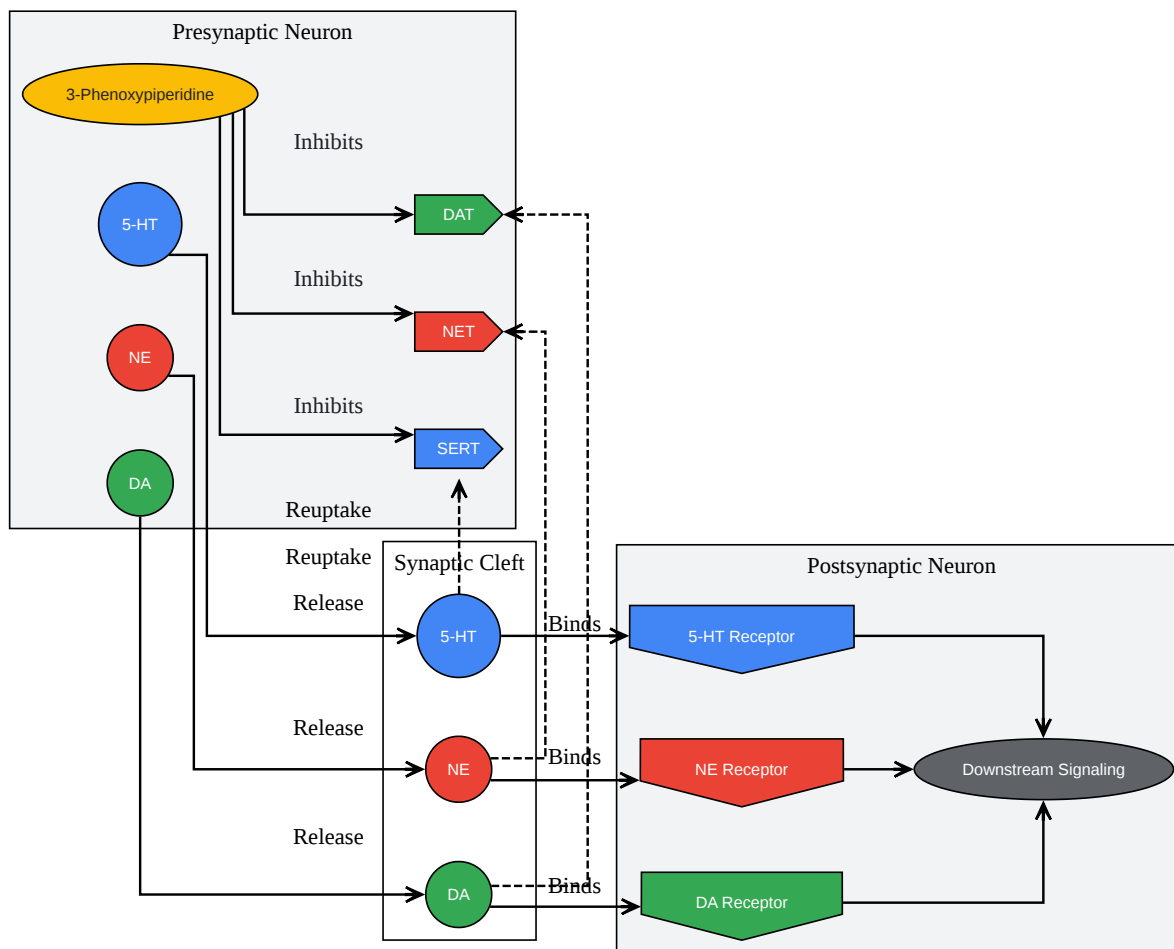 Presynaptic Neuron
3-Phenoxypiperidine
Inhibits
DAT
5-HT
Inhibits
NET
NE
Inhibits
SERT
DA
Reuptake
Reuptake
Synaptic Cleft
Postsynaptic Neuron
Release
5-HT
Binds
5-HT Receptor
Release
NE
Binds
NE Receptor
Downstream Signaling
Release
DA
Binds
DA Receptor